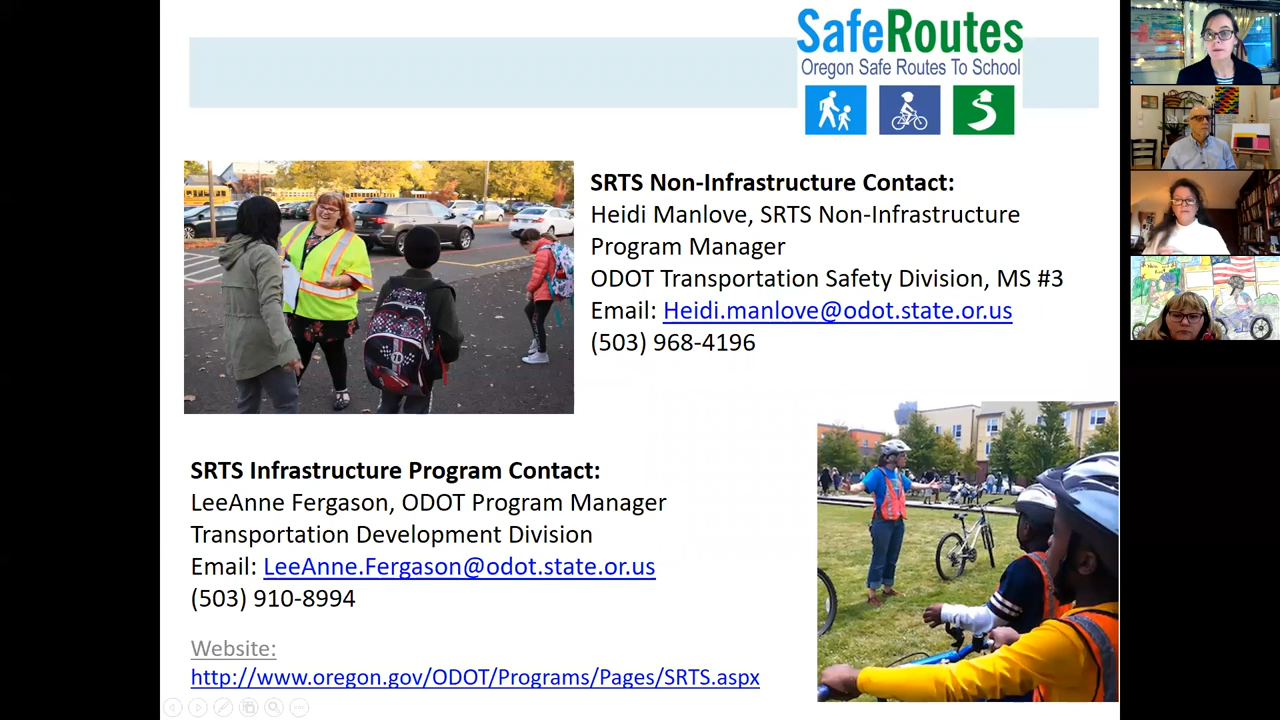 SafeRoutes
Oregon Safe Routes To School
SRTS Non-Infrastructure Contact:
Heidi Manlove, SRTS Non-Infrastructure
Program Manager
ODOT Transportation Safety Division, MS #3
Email: Heidi.manlove@odot.state.or.us
(503) 968-4196
SRTS Infrastructure Program Contact:
LeeAnne Fergason, ODOT Program Manager
Transportation Development Division
Email: LeeAnne.Fergason@odot.state.or.us
(503) 910-8994
Website:
http://www.oregon.gov/ODOT/Programs/Pages/SRTS.aspx